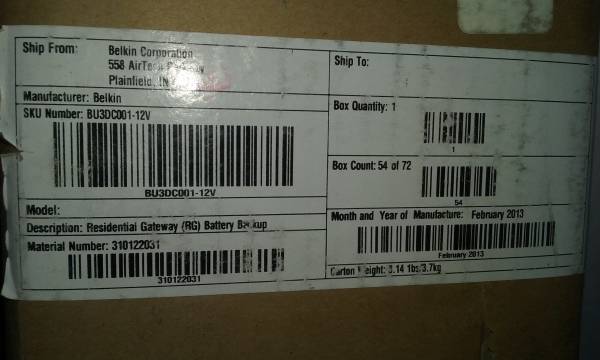 Ship From:
Belkin Corporation
558 AirTech
Plainfield, IN
Manufacturer: Belkin
SKU Number: BU3DC001-12V
BU3DC001-12V
Model:
Description: Residential Gateway (RG) Battery Backup
Material Number: 310122031
310122031
Ship To:
Box Quantity: 1
1
Box Count: 54 of 72
54
Month and Year of Manufacture: February 2013
February 2013
Carton Weight: 3.14 lbs/3.7kg